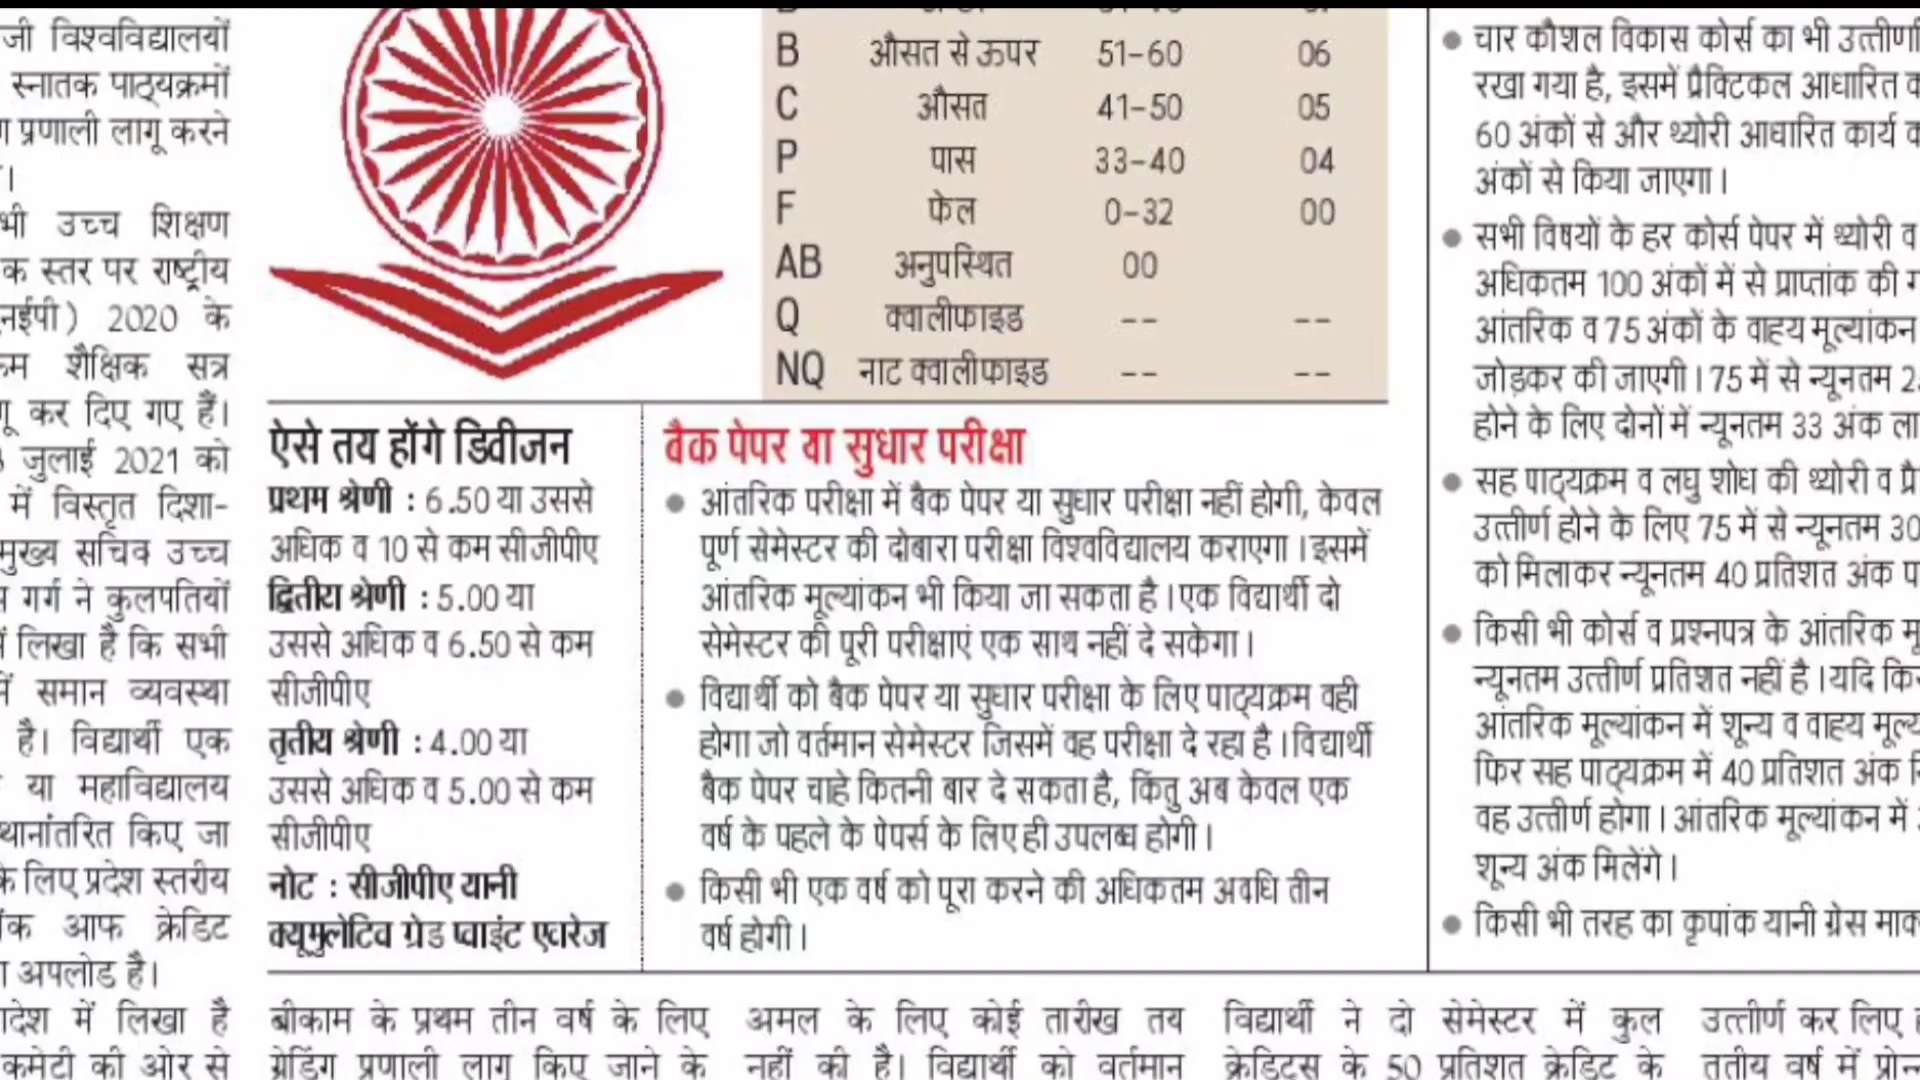 जी विश्वविद्यालयों
स्नातक पाठ्यक्रमों
प्रणाली लागू करने
भी उच्च शिक्षण
क स्तर पर राष्ट्रीय
2020 के
शैक्षिक सत्र
कर दिए गए हैं।
जुलाई 2021 को
में विस्तृत दिशा-
मुख्य सचिव उच्च
गर्ग ने कुलपतियों
लिखा है कि सभी
समान व्यवस्था
है। विद्यार्थी एक
या महाविद्यालय
किए जा
लिए प्रदेश स्तरीय
आफ क्रेडिट
अपलोड है।
में लिखा है
कमेटी की ओर से
B औसत से ऊपर 51-60 06
C औसत 41-50 05
P पास 33-40 04
F फेल 0-32 00
AB अनुपस्थित 00
Q क्वालीफाइड -- --
NQ नाट क्वालीफाइड -- --
ऐसे तय होंगे डिवीजन
प्रथम श्रेणी : 6.50 या उससे
अधिक व 10 से कम सीजीपीए
द्वितीय श्रेणी : 5.00 या
उससे अधिक व 6.50 से कम
सीजीपीए
तृतीय श्रेणी : 4.00 या
उससे अधिक व 5.00 से कम
सीजीपीए
नोट : सीजीपीए यानी
क्यूमुलेटिव ग्रेड प्वाइंट एवरेज
बैक पेपर या सुधार परीक्षा
● आंतरिक परीक्षा में बैक पेपर या सुधार परीक्षा नहीं होगी, केवल
पूर्ण सेमेस्टर की दोबारा परीक्षा विश्वविद्यालय कराएगा । इसमें
आंतरिक मूल्यांकन भी किया जा सकता है । एक विद्यार्थी दो
सेमेस्टर की पूरी परीक्षाएं एक साथ नहीं दे सकेगा ।
● विद्यार्थी को बैक पेपर या सुधार परीक्षा के लिए पाठ्यक्रम वही
होगा जो वर्तमान सेमेस्टर जिसमें वह परीक्षा दे रहा है । विद्यार्थी
बैक पेपर चाहे कितनी बार दे सकता है, किंतु अब केवल एक
वर्ष के पहले के पेपर्स के लिए ही उपलब्ध होगी ।
● किसी भी एक वर्ष को पूरा करने की अधिकतम अवधि तीन
वर्ष होगी ।
● चार कौशल विकास कोर्स का भी
रखा गया है, इसमें प्रैक्टिकल आधारित
60 अंकों से और थ्योरी आधारित कार्य
अंकों से किया जाएगा ।
● सभी विषयों के हर कोर्स पेपर में थ्योरी व
अधिकतम 100 अंकों में से प्राप्तांक की
आंतरिक व 75 अंकों के वाह्य मूल्यांकन
जोड़कर की जाएगी । 75 में से न्यूनतम
होने के लिए दोनों में न्यूनतम 33 अंक
● सह पाठ्यक्रम व लघु शोध की थ्योरी व
उत्तीर्ण होने के लिए 75 में से न्यूनतम 30
को मिलाकर न्यूनतम 40 प्रतिशत अंक
● किसी भी कोर्स व प्रश्नपत्र के आंतरिक
न्यूनतम उत्तीर्ण प्रतिशत नहीं है । यदि
आंतरिक मूल्यांकन में शून्य व वाह्य
फिर सह पाठ्यक्रम में 40 प्रतिशत अंक
वह उत्तीर्ण होगा । आंतरिक मूल्यांकन में
शून्य अंक मिलेंगे ।
● किसी भी तरह का कृपांक यानी ग्रेस
बीकाम के प्रथम तीन वर्ष के लिए
ग्रेडिंग प्रणाली लागू किए जाने के
अमल के लिए कोई तारीख तय
नहीं की है। विद्यार्थी को वर्तमान
विद्यार्थी ने दो सेमेस्टर में कुल
क्रेडिटस के 50 प्रतिशत क्रेडिट के
उत्तीर्ण कर लिए
तृतीय वर्ष में